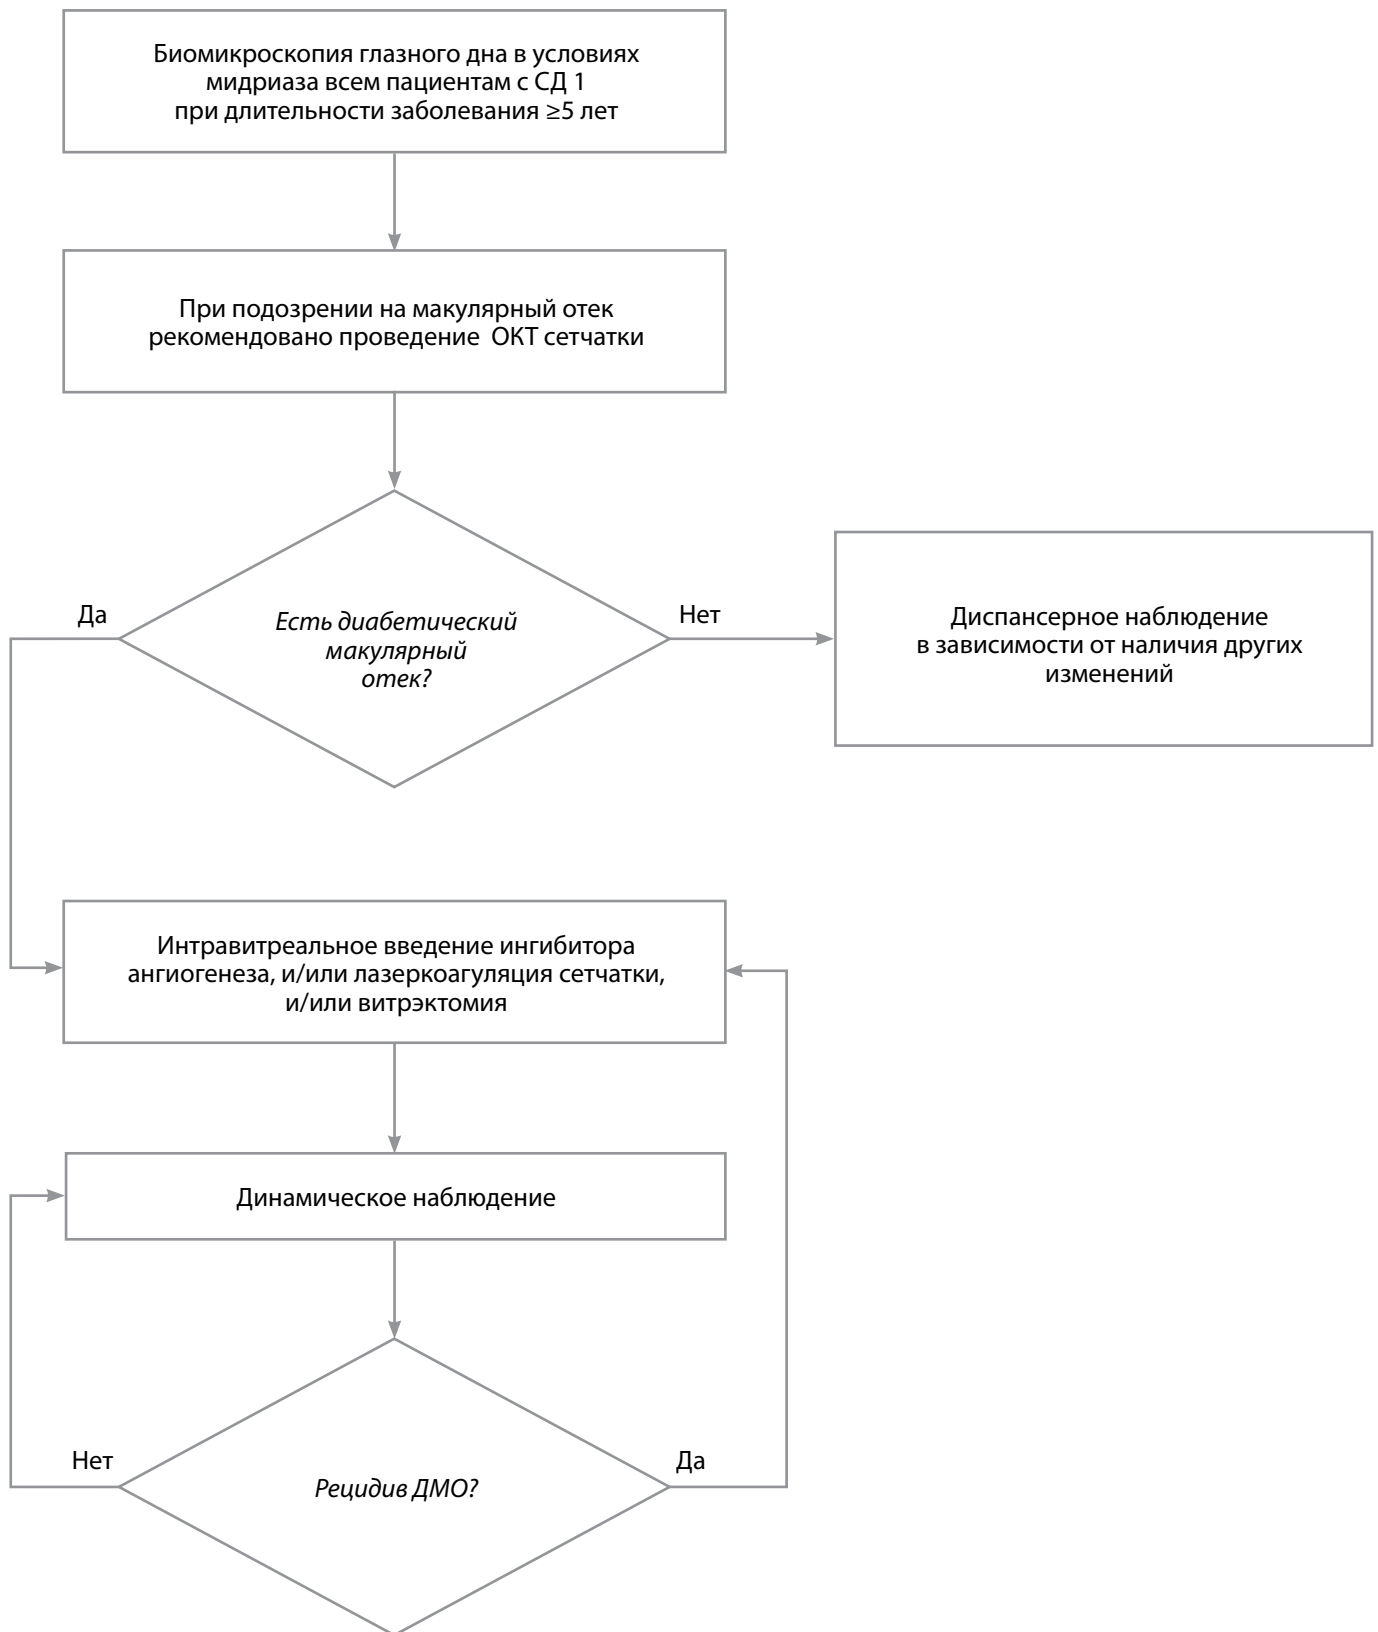 Биомикроскопия глазного дна в условиях
мидриаза всем пациентам с СД 1
при длительности заболевания ≥5 лет
При подозрении на макулярный отек
рекомендовано проведение ОКТ сетчатки
Да
Есть диабетический
макулярный
отек?
Нет
Диспансерное наблюдение
в зависимости от наличия других
изменений
Интравитреальное введение ингибитора
ангиогенеза, и/или лазеркоагуляция сетчатки,
и/или витрэктомия
Динамическое наблюдение
Нет
Рецидив ДМО?
Да